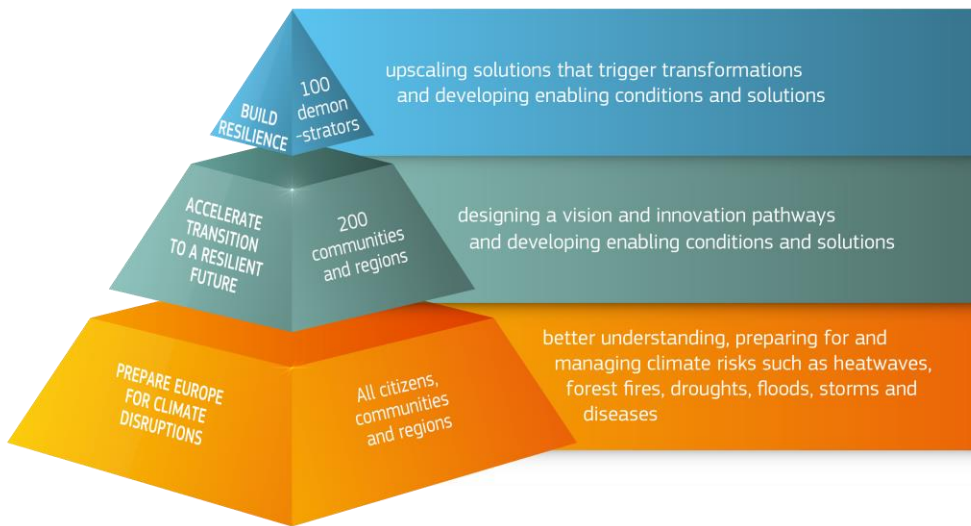 BUILD
RESILIENCE
100
demon
-strators
upscaling solutions that trigger transformations
and developing enabling conditions and solutions
ACCELERATE
TRANSITION
TO A RESILIENT
FUTURE
200
communities
and regions
designing a vision and innovation pathways
and developing enabling conditions and solutions
PREPARE EUROPE
FOR CLIMATE
DISRUPTIONS
All citizens,
communities
and regions
better understanding, preparing for and
managing climate risks such as heatwaves,
forest fires, droughts, floods, storms and
diseases